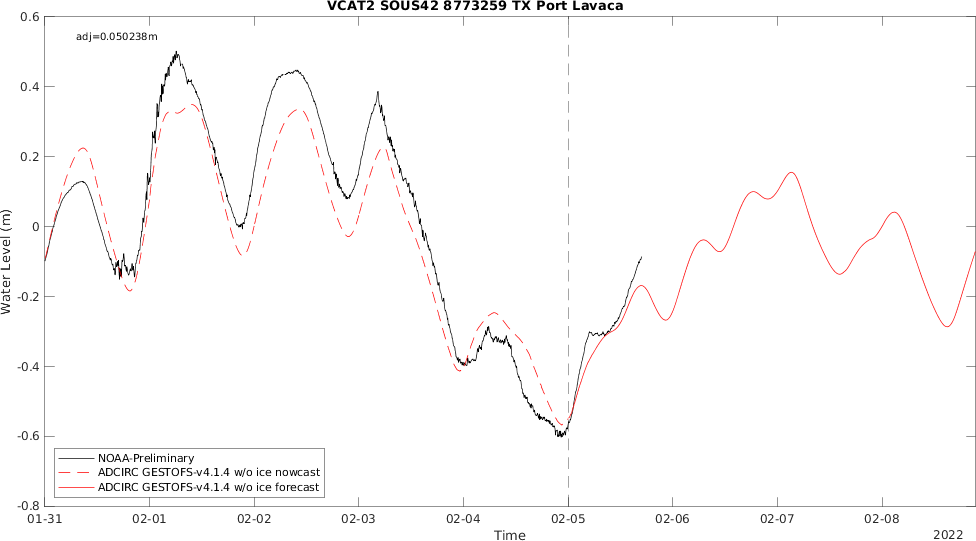 VCAT2 SOUS42 8773259 TX Port Lavaca
adj=0.050238m
0.6
0.4
0.2
0
-0.2
-0.4
-0.6
-0.8
Water Level (m)
NOAA-Preliminary
ADCIRC GESTOFS-v4.1.4 w/o ice nowcast
ADCIRC GESTOFS-v4.1.4 w/o ice forecast
01-31 02-01 02-02 02-03 02-04 02-05 02-06 02-07 02-08
Time
2022